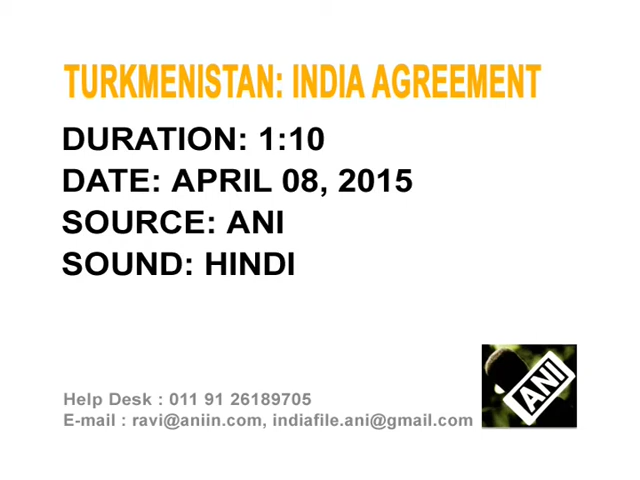 TURKMENISTAN: INDIA AGREEMENT
DURATION: 1:10
DATE: APRIL 08, 2015
SOURCE: ANI
SOUND: HINDI
Help Desk : 011 91 26189705
E-mail : ravi@aniin.com, indiafile.ani@gmail.com
ANI